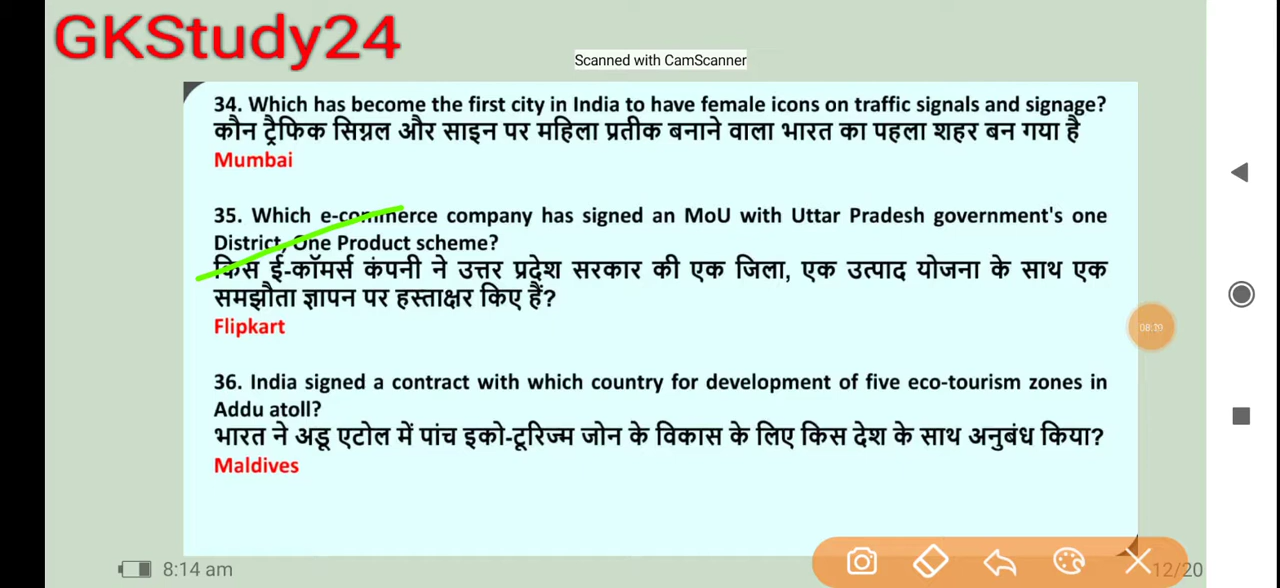 GKStudy24
Scanned with CamScanner
34. Which has become the first city in India to have female icons on traffic signals and signage?
कौन ट्रैफिक सिग्नल और साइन पर महिला प्रतीक बनाने वाला भारत का पहला शहर बन गया है
Mumbai
35. Which e-commerce company has signed an MoU with Uttar Pradesh government's one
District, One Product scheme?
किस ई-कॉमर्स कंपनी ने उत्तर प्रदेश सरकार की एक जिला, एक उत्पाद योजना के साथ एक
समझौता ज्ञापन पर हस्ताक्षर किए हैं?
Flipkart
36. India signed a contract with which country for development of five eco-tourism zones in
Addu atoll?
भारत ने अडू एटोल में पांच इको-टूरिज्म जोन के विकास के लिए किस देश के साथ अनुबंध किया?
Maldives
08:19
8:14 am
12/20